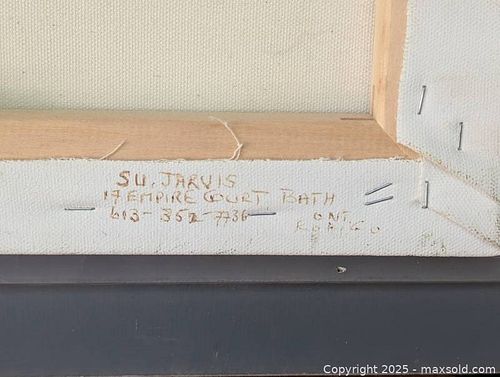 SU. JARVIS
17 EMPIRE COURT BATH
613-352-7736 ONT
Copyright © 2025 - maxsold.com